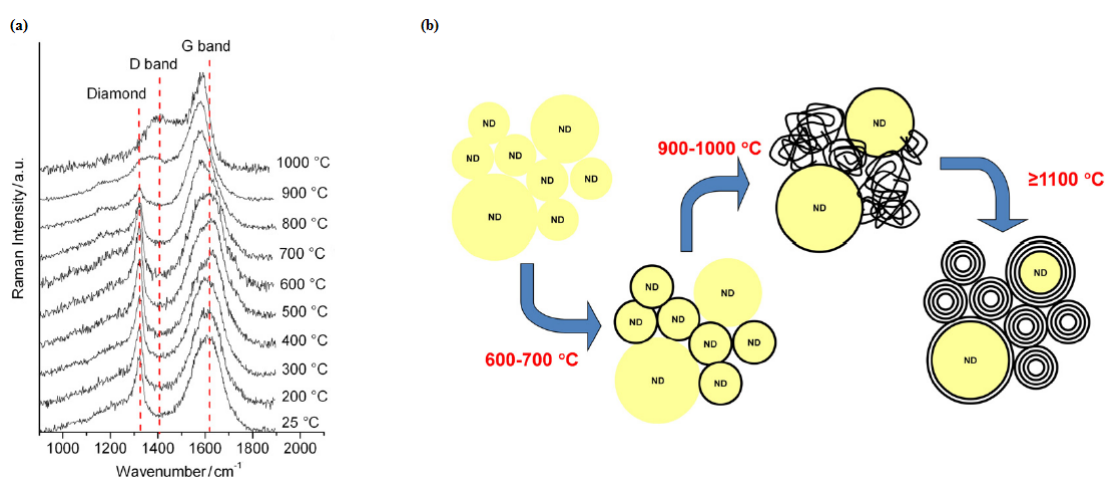 (a)
G band
D band
Diamond
1000 °C
900 °C
800 °C
700 °C
600 °C
500 °C
400 °C
300 °C
200 °C
25 °C
Raman Intensity/a.u.
1000 1200 1400 1600 1800 2000
Wavenumber/cm⁻¹
(b)
ND
ND
ND
ND
ND
ND
ND
ND
600-700 °C
ND
ND
ND
ND
ND
ND
ND
ND
900-1000 °C
ND
ND
≥1100 °C
ND
ND